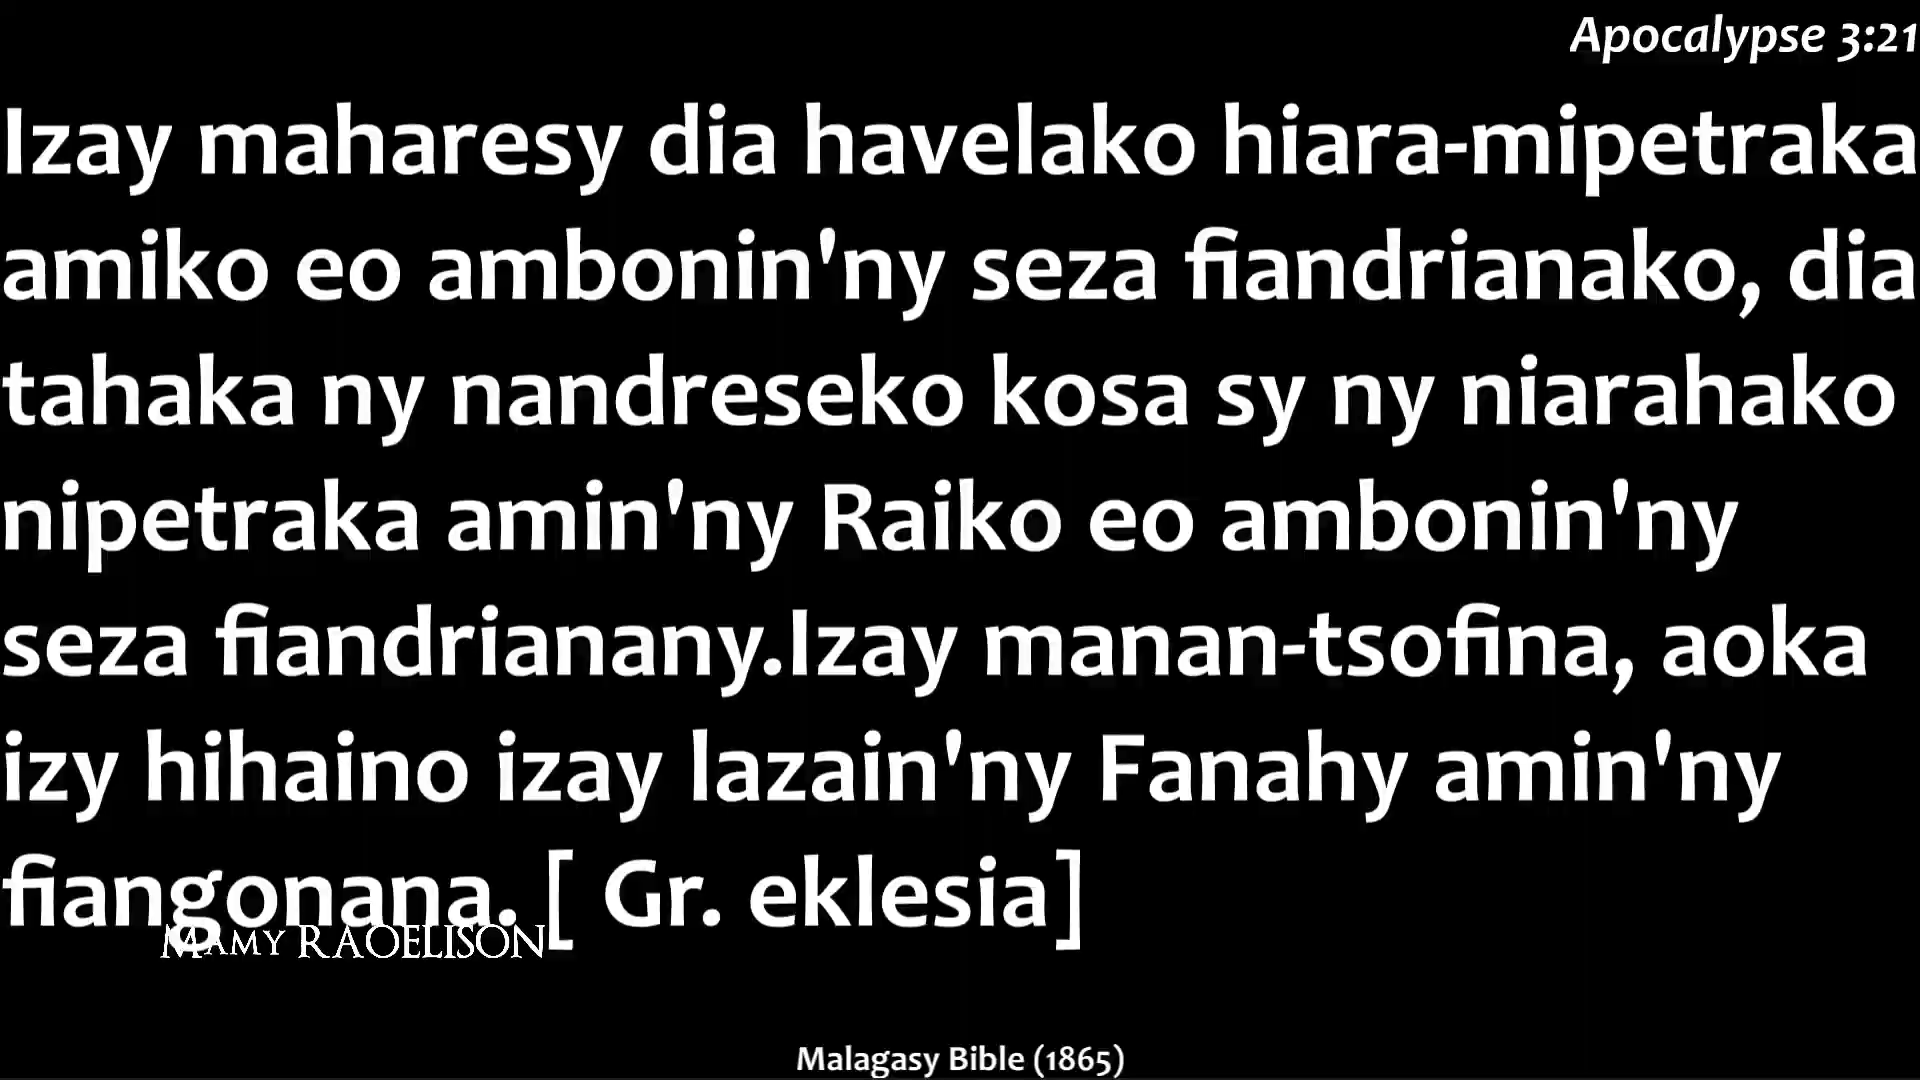 Apocalypse 3:21
Izay maharesy dia havelako hiara-mipetraka
amiko eo ambonin'ny seza fiandrianako, dia
tahaka ny nandreseko kosa sy ny niarahako
nipetraka amin'ny Raiko eo ambonin'ny
seza fiandrianany.Izay manan-tsofina, aoka
izy hihaino izay lazain'ny Fanahy amin'ny
fiangonana. [ Gr. eklesia]
MAMY RAOELISON
Malagasy Bible (1865)